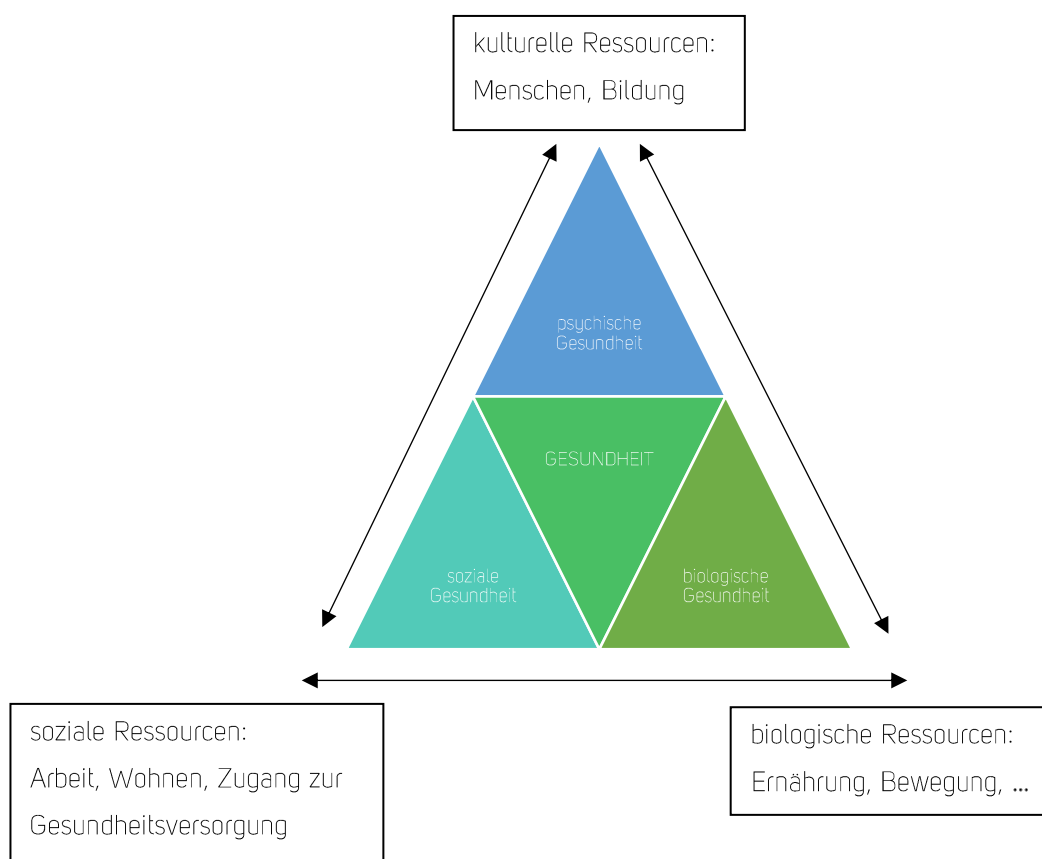 kulturelle Ressourcen:
Menschen, Bildung
psychische
Gesundheit
GESUNDHEIT
soziale
Gesundheit
biologische
Gesundheit
soziale Ressourcen:
Arbeit, Wohnen, Zugang zur
Gesundheitsversorgung
biologische Ressourcen:
Ernährung, Bewegung, ...